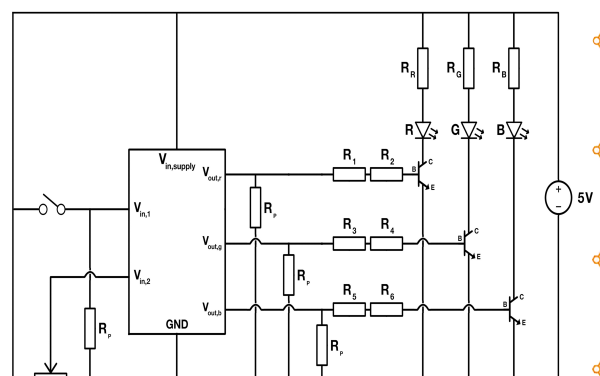 R_R R_G R_B
R G B
V_in,supply
R_1 R_2
V_out,r
B C E
5V
+
−
V_in,1
R_P
R_3 R_4
V_out,g
B C E
V_in,2
R_P
R_5 R_6
V_out,b
B C E
GND
R_P
R_P